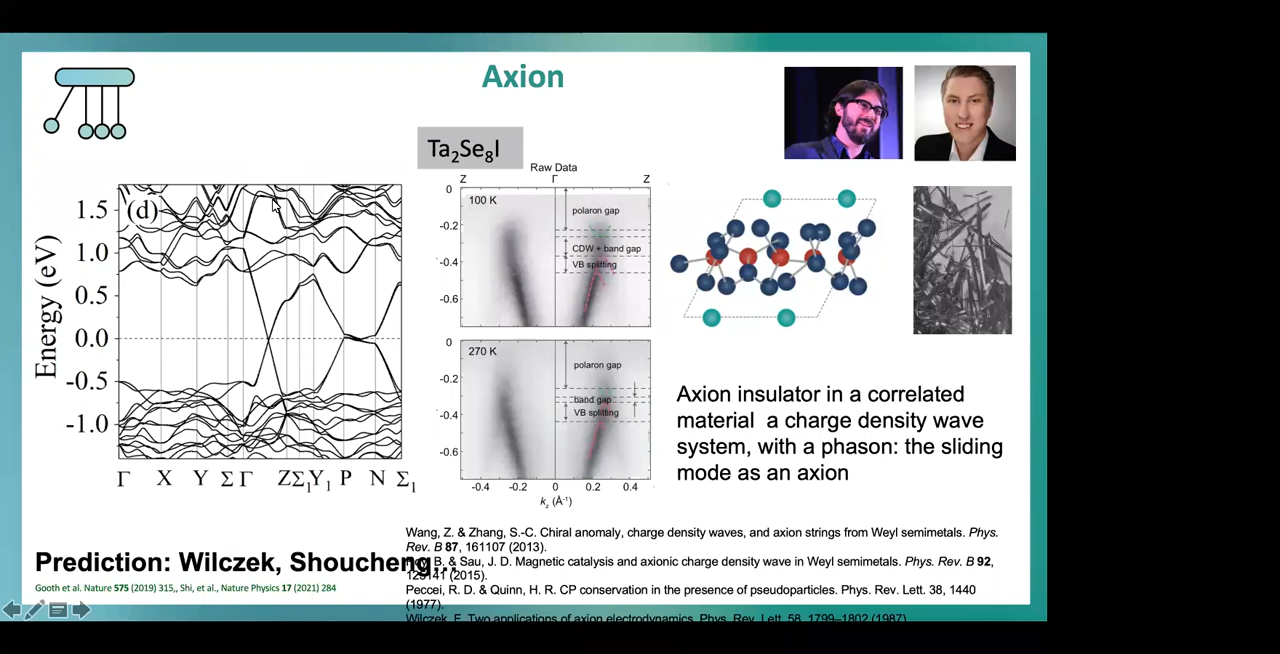 Axion
Ta₂Se₈I
Raw Data
Z Γ Z
(d)
1.5
1.0
0.5
0.0
-0.5
-1.0
Energy (eV)
Γ X Y Σ Γ Z Σ₁ Y₁ P N Σ₁
0
-0.2
-0.4
-0.6
100 K
polaron gap
CDW + band gap
VB splitting
0
-0.2
-0.4
-0.6
270 K
polaron gap
band gap
VB splitting
-0.4 -0.2 0 0.2 0.4
k_z (Å⁻¹)
Axion insulator in a correlated
material a charge density wave
system, with a phason: the sliding
mode as an axion
Prediction: Wilczek, Shoucheng,..
Gooth et al. Nature 575 (2019) 315,, Shi, et al., Nature Physics 17 (2021) 284
Wang, Z. & Zhang, S.-C. Chiral anomaly, charge density waves, and axion strings from Weyl semimetals. Phys.
Rev. B 87, 161107 (2013).
B. & Sau, J. D. Magnetic catalysis and axionic charge density wave in Weyl semimetals. Phys. Rev. B 92,
(2015).
Peccei, R. D. & Quinn, H. R. CP conservation in the presence of pseudoparticles. Phys. Rev. Lett. 38, 1440
(1977).
Wilczek, F. Two applications of axion electrodynamics. Phys. Rev. Lett. 58, 1799–1802 (1987)